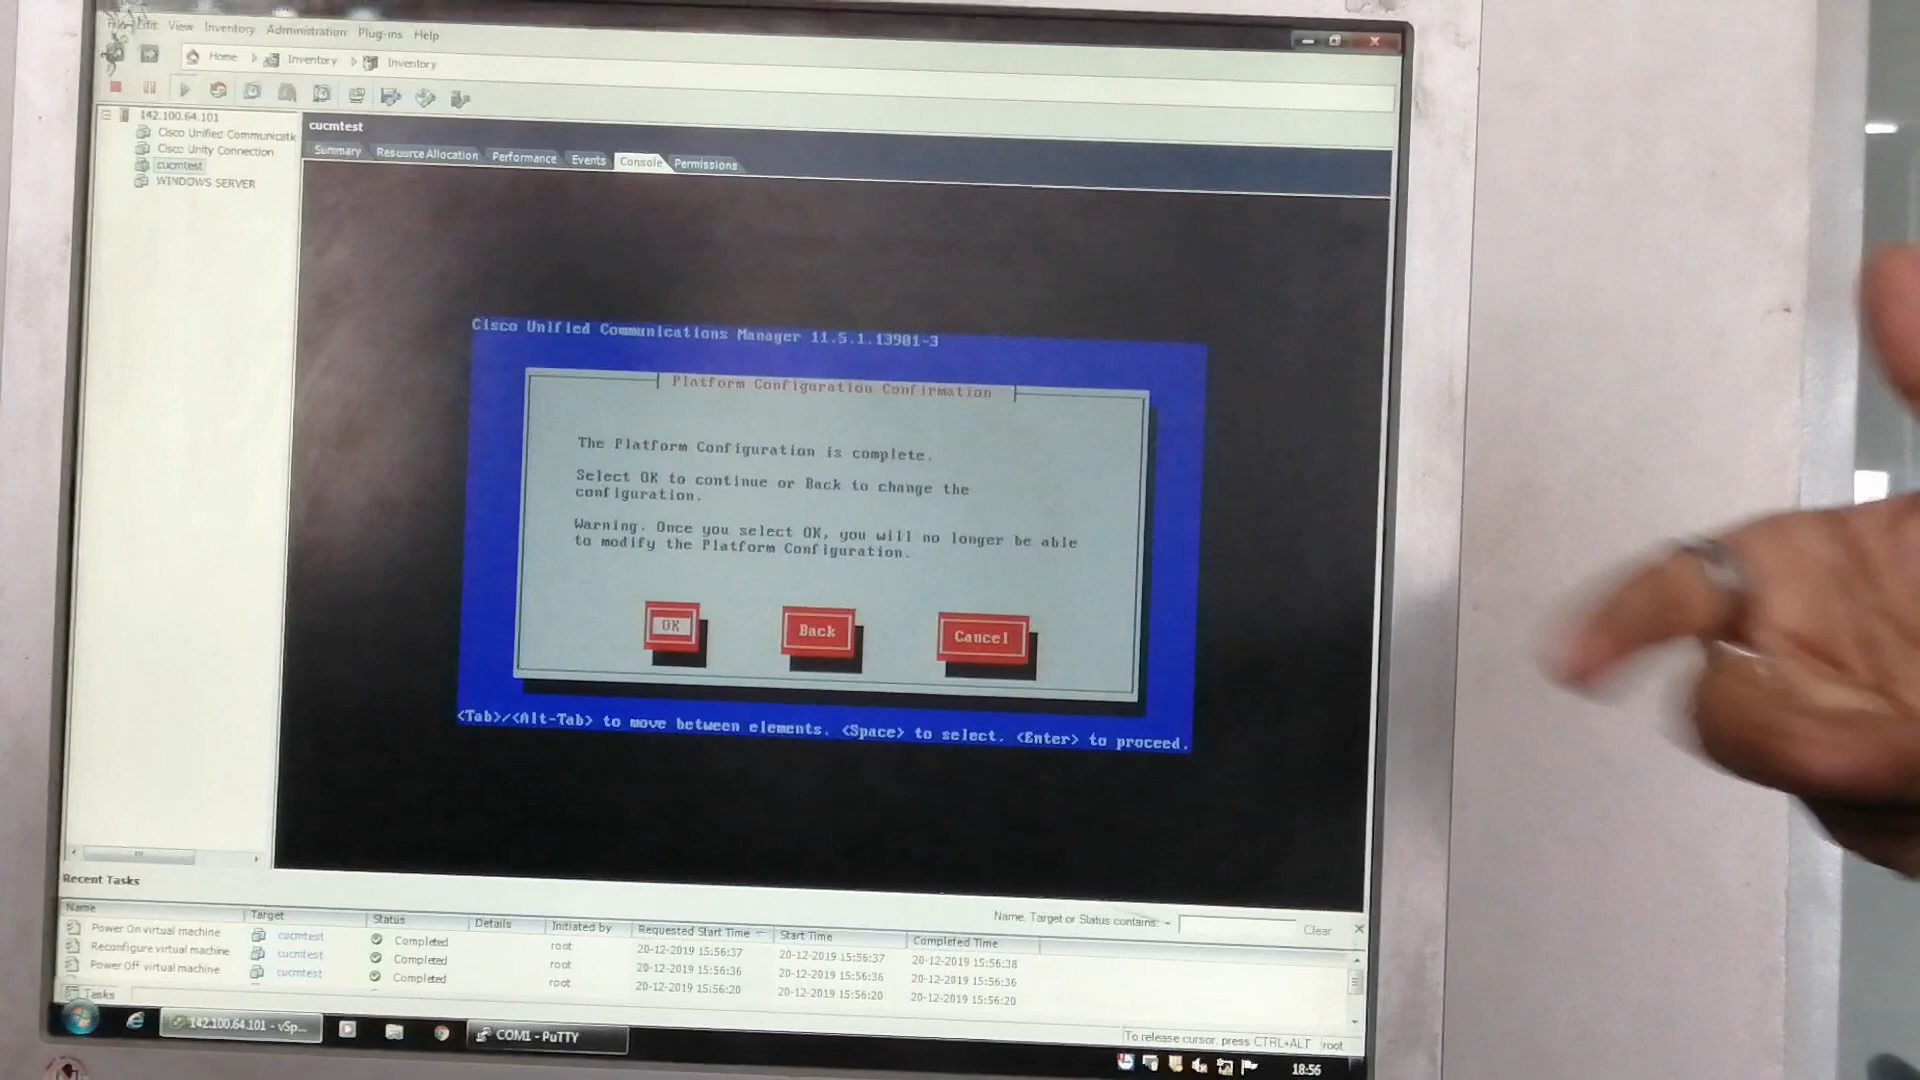 File Edit View Inventory Administration Plug-ins Help
Home Inventory Inventory
142.100.64.101
Cisco Unified Communicatic
Cisco Unity Connection
cucmtest
WINDOWS SERVER
cucmtest
Summary Resource Allocation Performance Events Console Permissions
Cisco Unified Communications Manager 11.5.1.13901-3
Platform Configuration Confirmation
The Platform Configuration is complete.
Select OK to continue or Back to change the
configuration.
Warning: Once you select OK, you will no longer be able
to modify the Platform Configuration.
OK Back Cancel
<Tab>/<Alt-Tab> to move between elements. <Space> to select. <Enter> to proceed.
Recent Tasks
Name, Target or Status contains: Clear
Name Target Status Details Initiated by Requested Start Time Start Time Completed Time
Power On virtual machine cucmtest Completed root 20-12-2019 15:56:37 20-12-2019 15:56:37 20-12-2019 15:56:38
Reconfigure virtual machine cucmtest Completed root 20-12-2019 15:56:36 20-12-2019 15:56:36 20-12-2019 15:56:36
Power Off virtual machine cucmtest Completed root 20-12-2019 15:56:20 20-12-2019 15:56:20 20-12-2019 15:56:20
Tasks
To release cursor, press CTRL+ALT root
142.100.64.101 - vSp... COM1 - PuTTY
18:56